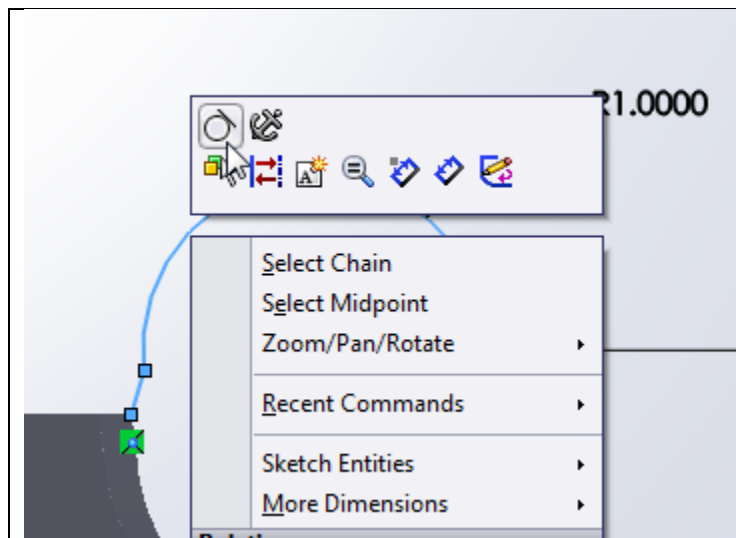 R1.0000
Select Chain
Select Midpoint
Zoom/Pan/Rotate
Recent Commands
Sketch Entities
More Dimensions